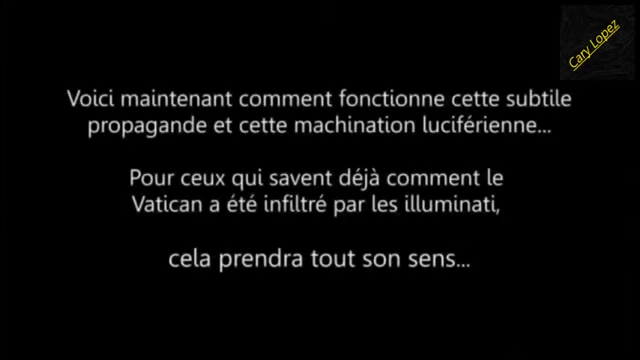 Cary Lopez
Voici maintenant comment fonctionne cette subtile
propagande et cette machination luciférienne...
Pour ceux qui savent déjà comment le
Vatican a été infiltré par les illuminati,
cela prendra tout son sens...